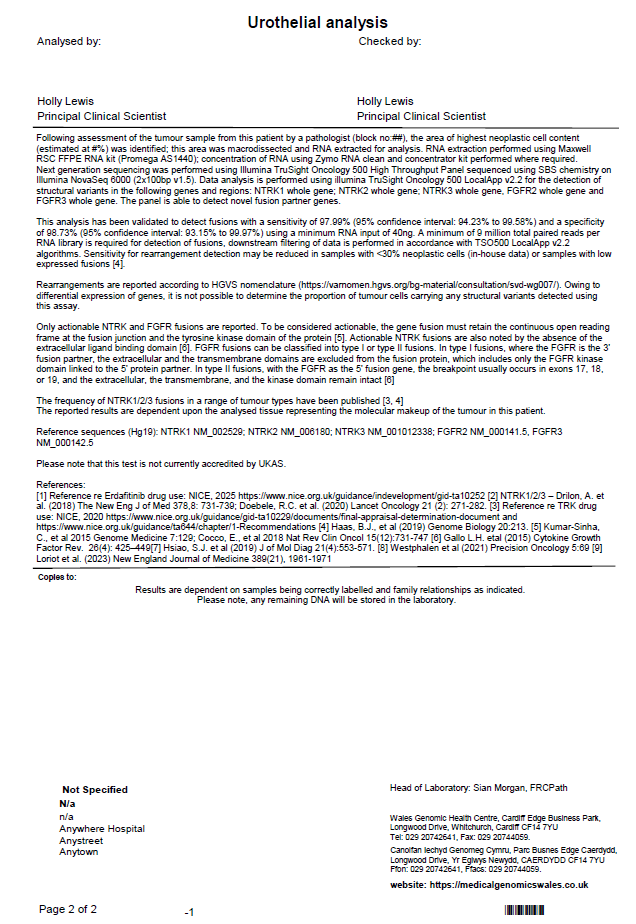 Urothelial analysis
Analysed by:
Checked by:
Holly Lewis
Principal Clinical Scientist
Holly Lewis
Principal Clinical Scientist
Following assessment of the tumour sample from this patient by a pathologist (block no:##), the area of highest neoplastic cell content
(estimated at #%) was identified; this area was macrodissected and RNA extracted for analysis. RNA extraction performed using Maxwell
RSC FFPE RNA kit (Promega AS1440); concentration of RNA using Zymo RNA clean and concentrator kit performed where required.
Next generation sequencing was performed using Illumina TruSight Oncology 500 High Throughput Panel sequenced using SBS chemistry on
Illumina NovaSeq 6000 (2x100bp v1.5). Data analysis is performed using illumina TruSight Oncology 500 LocalApp v2.2 for the detection of
structural variants in the following genes and regions: NTRK1 whole gene; NTRK2 whole gene; NTRK3 whole gene, FGFR2 whole gene and
FGFR3 whole gene. The panel is able to detect novel fusion partner genes.
This analysis has been validated to detect fusions with a sensitivity of 97.99% (95% confidence interval: 94.23% to 99.58%) and a specificity
of 98.73% (95% confidence interval: 93.15% to 99.97%) using a minimum RNA input of 40ng. A minimum of 9 million total paired reads per
RNA library is required for detection of fusions, downstream filtering of data is performed in accordance with TSO500 LocalApp v2.2
algorithms. Sensitivity for rearrangement detection may be reduced in samples with <30% neoplastic cells (in-house data) or samples with low
expressed fusions [4].
Rearrangements are reported according to HGVS nomenclature (https://varnomen.hgvs.org/bg-material/consultation/svd-wg007/). Owing to
differential expression of genes, it is not possible to determine the proportion of tumour cells carrying any structural variants detected using
this assay.
Only actionable NTRK and FGFR fusions are reported. To be considered actionable, the gene fusion must retain the continuous open reading
frame at the fusion junction and the tyrosine kinase domain of the protein [5]. Actionable NTRK fusions are also noted by the absence of the
extracellular ligand binding domain [6]. FGFR fusions can be classified into type I or type II fusions. In type I fusions, where the FGFR is the 3'
fusion partner, the extracellular and the transmembrane domains are excluded from the fusion protein, which includes only the FGFR kinase
domain linked to the 5' protein partner. In type II fusions, with the FGFR as the 5' fusion gene, the breakpoint usually occurs in exons 17, 18,
or 19, and the extracellular, the transmembrane, and the kinase domain remain intact [6]
The frequency of NTRK1/2/3 fusions in a range of tumour types have been published [3, 4]
The reported results are dependent upon the analysed tissue representing the molecular makeup of the tumour in this patient.
Reference sequences (Hg19): NTRK1 NM_002529; NTRK2 NM_006180; NTRK3 NM_001012338; FGFR2 NM_000141.5, FGFR3
NM_000142.5
Please note that this test is not currently accredited by UKAS.
References:
[1] Reference re Erdafitinib drug use: NICE, 2025 https://www.nice.org.uk/guidance/indevelopment/gid-ta10252 [2] NTRK1/2/3 – Drilon, A. et
al. (2018) The New Eng J of Med 378,8: 731-739; Doebele, R.C. et al. (2020) Lancet Oncology 21 (2): 271-282. [3] Reference re TRK drug
use: NICE, 2020 https://www.nice.org.uk/guidance/gid-ta10229/documents/final-appraisal-determination-document and
https://www.nice.org.uk/guidance/ta644/chapter/1-Recommendations [4] Haas, B.J., et al (2019) Genome Biology 20:213. [5] Kumar-Sinha,
C., et al 2015 Genome Medicine 7:129; Cocco, E., et al 2018 Nat Rev Clin Oncol 15(12):731-747 [6] Gallo L.H. etal (2015) Cytokine Growth
Factor Rev. 26(4): 425–449[7] Hsiao, S.J. et al (2019) J of Mol Diag 21(4):553-571. [8] Westphalen et al (2021) Precision Oncology 5:69 [9]
Loriot et al. (2023) New England Journal of Medicine 389(21), 1961-1971
Copies to:
Results are dependent on samples being correctly labelled and family relationships as indicated.
Please note, any remaining DNA will be stored in the laboratory.
Not Specified
N/a
n/a
Anywhere Hospital
Anystreet
Anytown
Head of Laboratory: Sian Morgan, FRCPath
Wales Genomic Health Centre, Cardiff Edge Business Park,
Longwood Drive, Whitchurch, Cardiff CF14 7YU
Tel: 029 20742641, Fax: 029 20744059.
Canolfan Iechyd Genomeg Cymru, Parc Busnes Edge Caerdydd,
Longwood Drive, Yr Eglwys Newydd, CAERDYDD CF14 7YU
Ffon: 029 20742641, Ffacs: 029 20744059.
website: https://medicalgenomicswales.co.uk
Page 2 of 2
-1